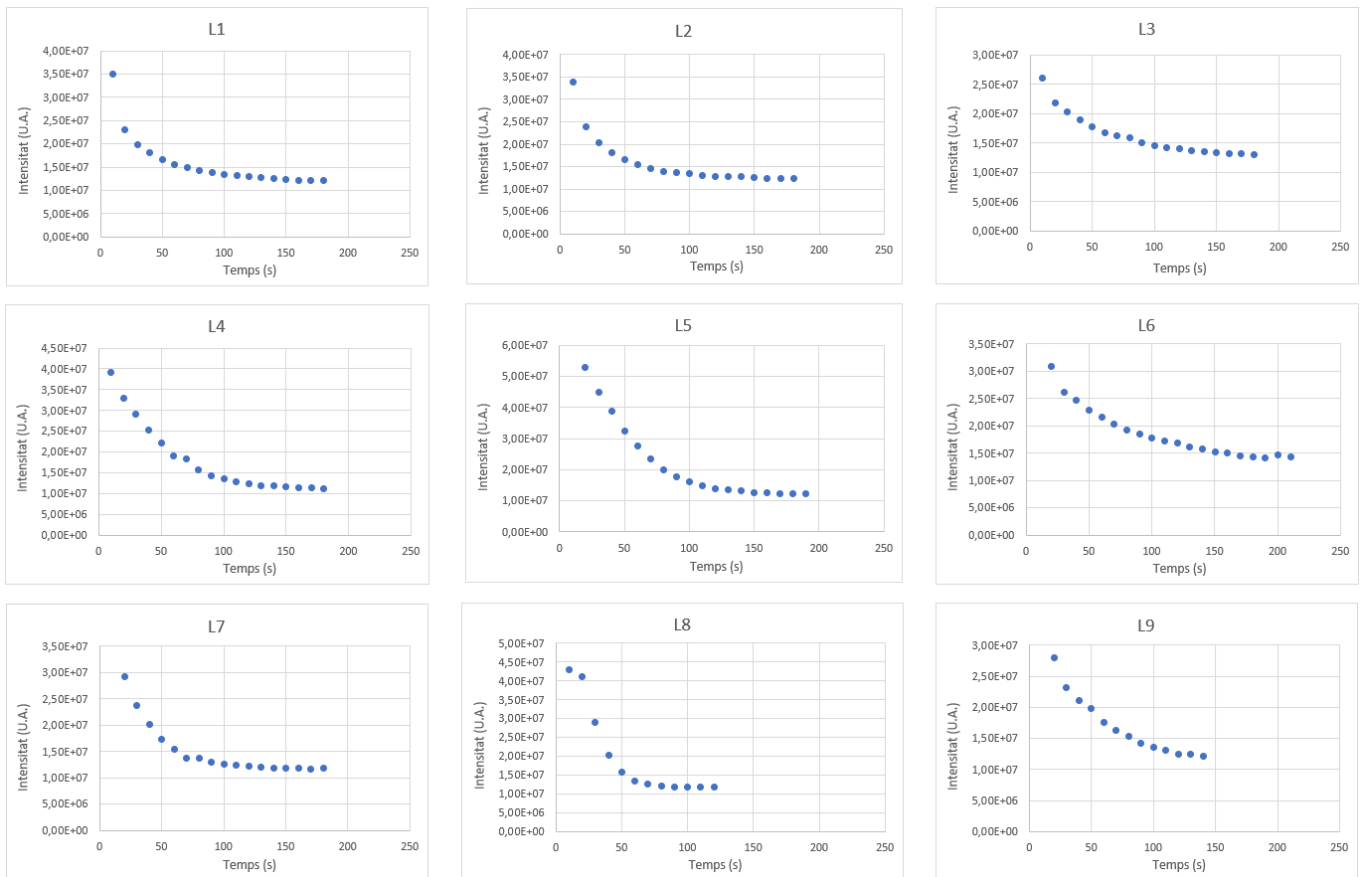 L1
4,00E+07
3,50E+07
3,00E+07
2,50E+07
2,00E+07
1,50E+07
1,00E+07
5,00E+06
0,00E+00
Intensitat (U.A.)
0 50 100 150 200 250
Temps (s)
L2
4,00E+07
3,50E+07
3,00E+07
2,50E+07
2,00E+07
1,50E+07
1,00E+07
5,00E+06
0,00E+00
Intensitat (U.A.)
0 50 100 150 200 250
Temps (s)
L3
3,00E+07
2,50E+07
2,00E+07
1,50E+07
1,00E+07
5,00E+06
0,00E+00
Intensitat (U.A.)
0 50 100 150 200 250
Temps (s)
L4
4,50E+07
4,00E+07
3,50E+07
3,00E+07
2,50E+07
2,00E+07
1,50E+07
1,00E+07
5,00E+06
0,00E+00
Intensitat (U.A.)
0 50 100 150 200 250
Temps (s)
L5
6,00E+07
5,00E+07
4,00E+07
3,00E+07
2,00E+07
1,00E+07
0,00E+00
Intensitat (U.A.)
0 50 100 150 200 250
Temps (s)
L6
3,50E+07
3,00E+07
2,50E+07
2,00E+07
1,50E+07
1,00E+07
5,00E+06
0,00E+00
Intensitat (U.A.)
0 50 100 150 200 250
Temps (s)
L7
3,50E+07
3,00E+07
2,50E+07
2,00E+07
1,50E+07
1,00E+07
5,00E+06
0,00E+00
Intensitat (U.A.)
0 50 100 150 200 250
Temps (s)
L8
5,00E+07
4,50E+07
4,00E+07
3,50E+07
3,00E+07
2,50E+07
2,00E+07
1,50E+07
1,00E+07
5,00E+06
0,00E+00
Intensitat (U.A.)
0 50 100 150 200 250
Temps (s)
L9
3,00E+07
2,50E+07
2,00E+07
1,50E+07
1,00E+07
5,00E+06
0,00E+00
Intensitat (U.A.)
0 50 100 150 200 250
Temps (s)